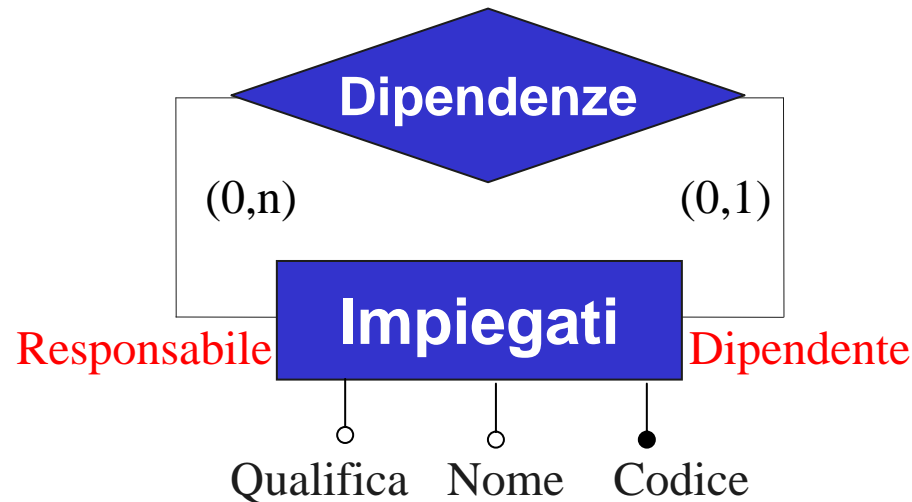 Dipendenze
(0,n) (0,1)
Impiegati
Responsabile Dipendente
Qualifica Nome Codice